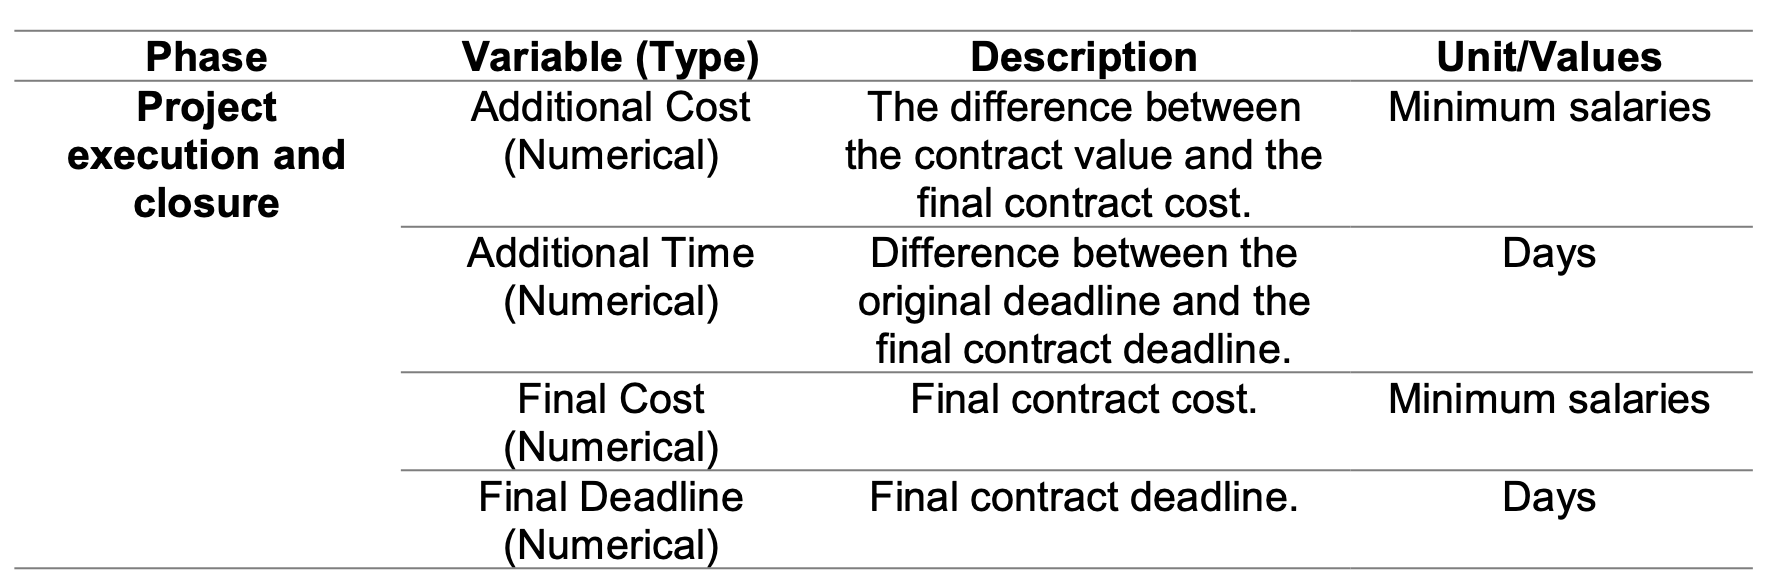 Phase Variable (Type) Description Unit/Values
Project execution and closure
Additional Cost (Numerical)
The difference between the contract value and the final contract cost.
Minimum salaries
Additional Time (Numerical)
Difference between the original deadline and the final contract deadline.
Days
Final Cost (Numerical)
Final contract cost.
Minimum salaries
Final Deadline (Numerical)
Final contract deadline.
Days